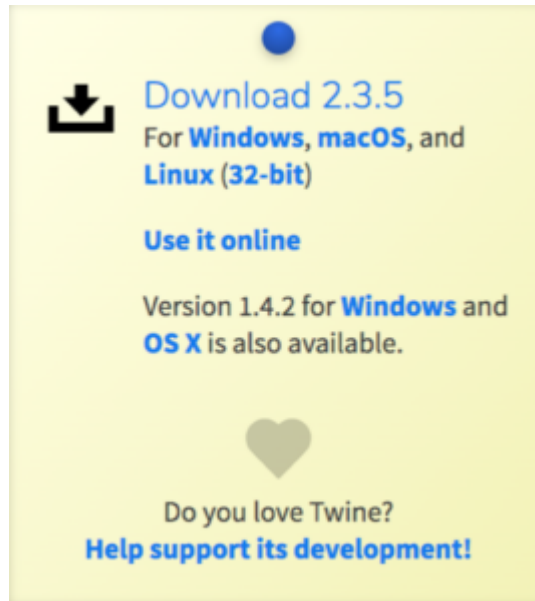 Download 2.3.5
For Windows, macOS, and
Linux (32-bit)
Use it online
Version 1.4.2 for Windows and
OS X is also available.
Do you love Twine?
Help support its development!